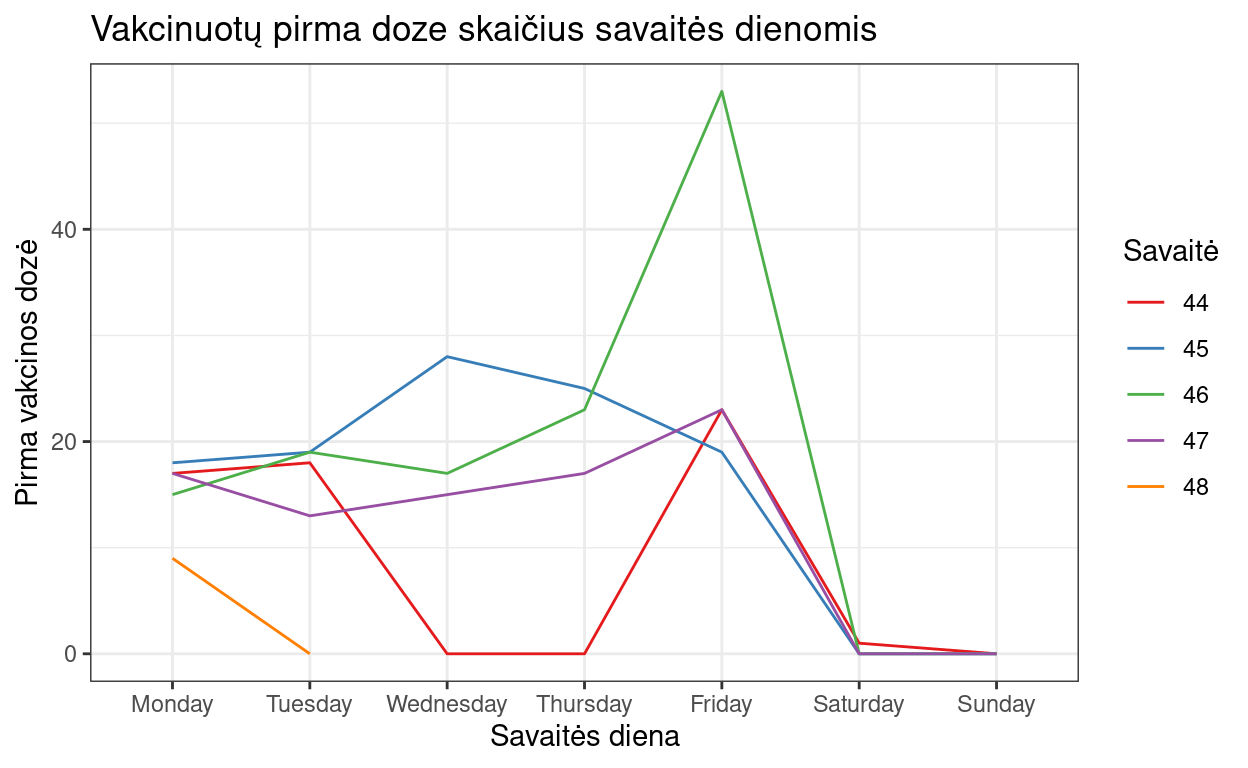 Vakcinuotų pirma doze skaičius savaitės dienomis
Pirma vakcinos dozė
40
20
0
Monday Tuesday Wednesday Thursday Friday Saturday Sunday
Savaitės diena
Savaitė
44
45
46
47
48